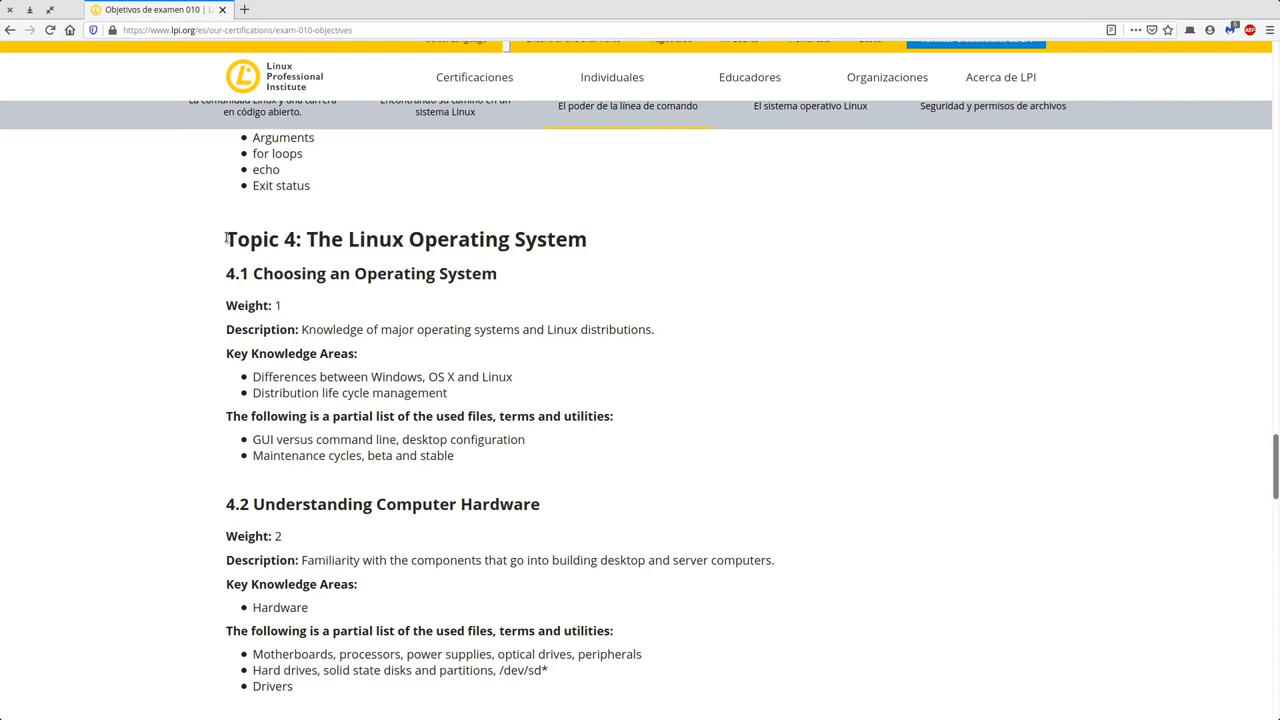 Objetivos de examen 010 | L
https://www.lpi.org/es/our-certifications/exam-010-objectives
6
ABP
Linux
Professional
Institute
Certificaciones
Individuales
Educadores
Organizaciones
Acerca de LPI
La comunidad Linux y una carrera
en código abierto.
Encontrando su camino en un
sistema Linux
El poder de la línea de comando
El sistema operativo Linux
Seguridad y permisos de archivos
Arguments
for loops
echo
Exit status
Topic 4: The Linux Operating System
4.1 Choosing an Operating System
Weight: 1
Description: Knowledge of major operating systems and Linux distributions.
Key Knowledge Areas:
Differences between Windows, OS X and Linux
Distribution life cycle management
The following is a partial list of the used files, terms and utilities:
GUI versus command line, desktop configuration
Maintenance cycles, beta and stable
4.2 Understanding Computer Hardware
Weight: 2
Description: Familiarity with the components that go into building desktop and server computers.
Key Knowledge Areas:
Hardware
The following is a partial list of the used files, terms and utilities:
Motherboards, processors, power supplies, optical drives, peripherals
Hard drives, solid state disks and partitions, /dev/sd*
Drivers